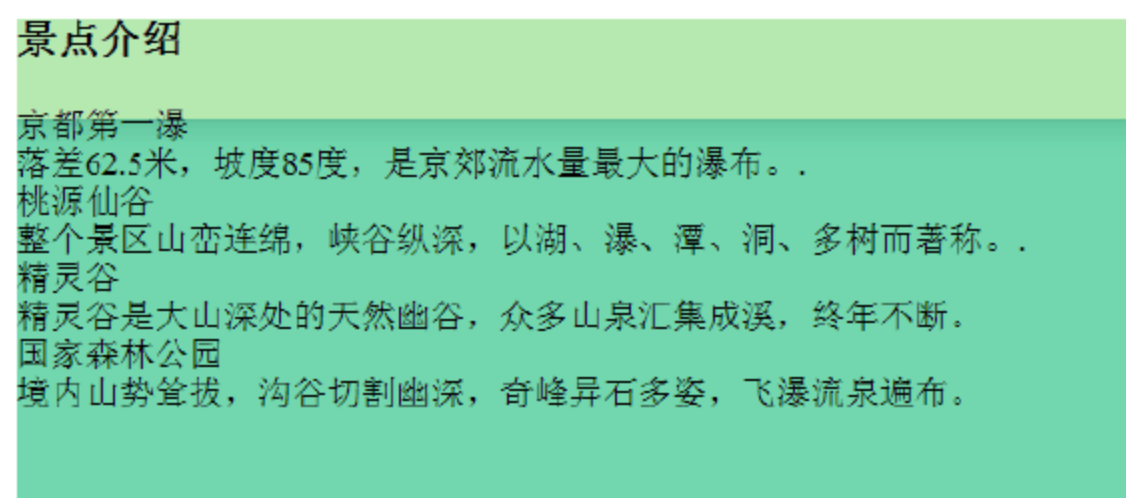 景点介绍
京都第一瀑
落差62.5米，坡度85度，是京郊流水量最大的瀑布。.
桃源仙谷
整个景区山峦连绵，峡谷纵深，以湖、瀑、潭、洞、多树而著称。.
精灵谷
精灵谷是大山深处的天然幽谷，众多山泉汇集成溪，终年不断。
国家森林公园
境内山势耸拔，沟谷切割幽深，奇峰异石多姿，飞瀑流泉遍布。